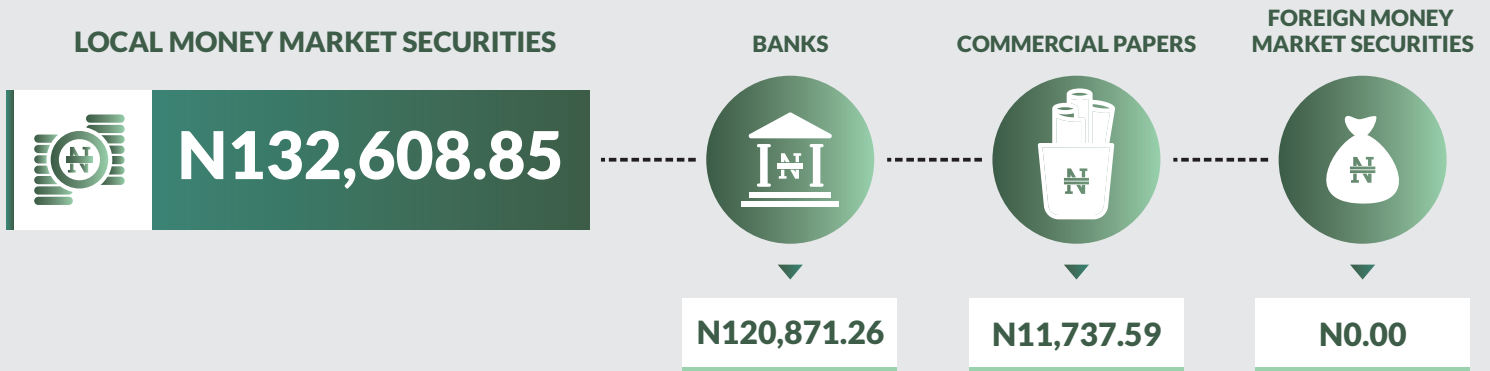 LOCAL MONEY MARKET SECURITIES
N132,608.85
BANKS
N120,871.26
COMMERCIAL PAPERS
N11,737.59
FOREIGN MONEY
MARKET SECURITIES
N0.00